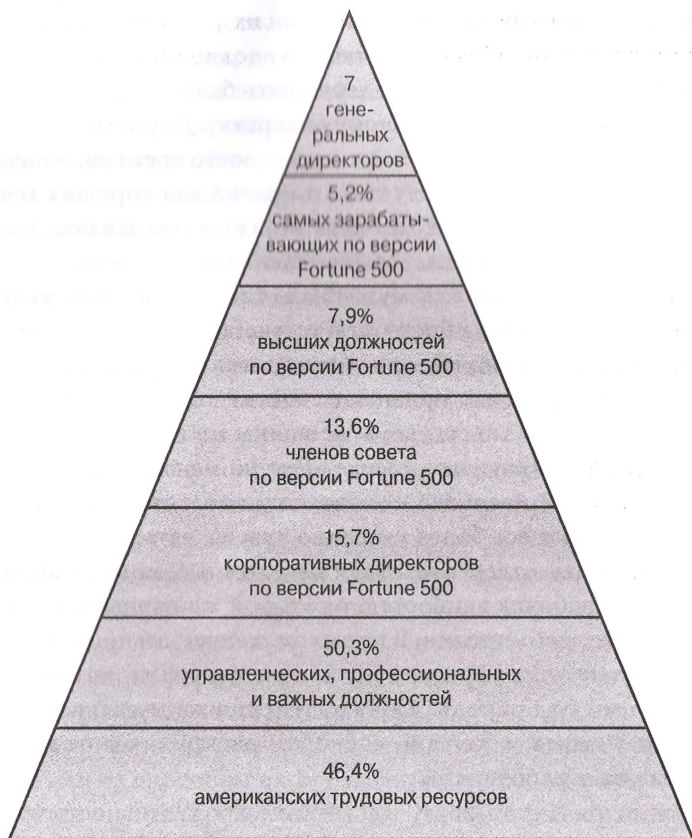 7
гене-
ральных
директоров
5,2%
самых зарабаты-
вающих по версии
Fortune 500
7,9%
высших должностей
по версии Fortune 500
13,6%
членов совета
по версии Fortune 500
15,7%
корпоративных директоров
по версии Fortune 500
50,3%
управленческих, профессиональных
и важных должностей
46,4%
американских трудовых ресурсов